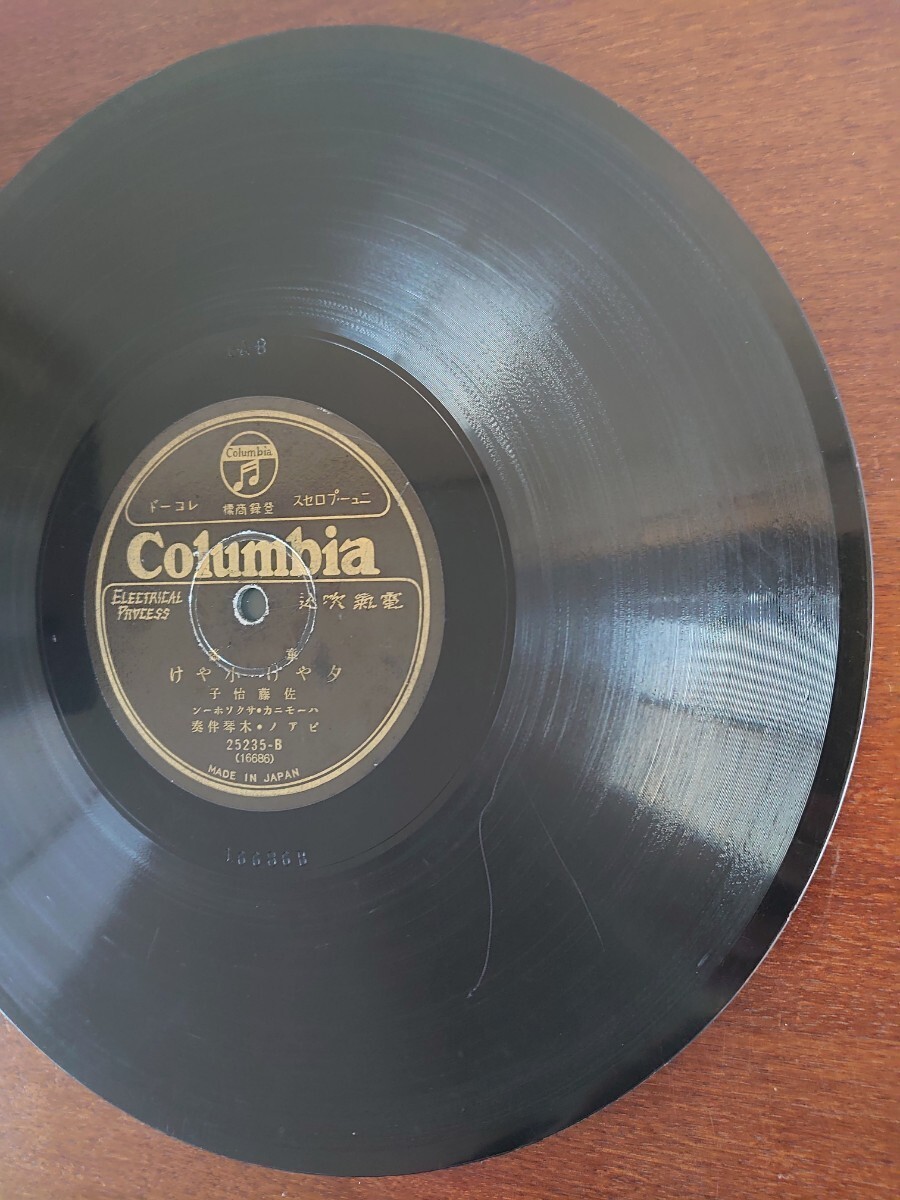 Columbia
ニュー・プロセス 登録商標 レコード
Columbia
ELECTRICAL
PROCESS
電氣吹込
夕やけ小やけ
佐藤怡子
ハーモニカ・サクソホーン
ピアノ・木琴伴奏
25235-B
(16686)
MADE IN JAPAN